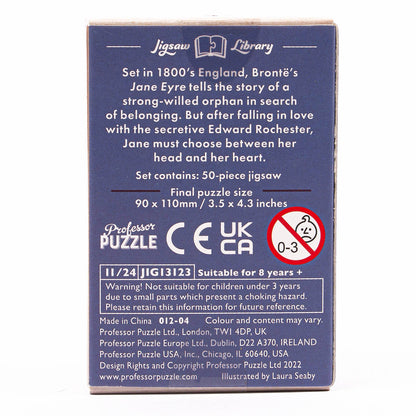 Jigsaw Library
Set in 1800's England, Brontë's
Jane Eyre tells the story of a
strong-willed orphan in search
of belonging. But after falling in love
with the secretive Edward Rochester,
Jane must choose between her
head and her heart.
Set contains: 50-piece jigsaw
Final puzzle size
90 x 110mm / 3.5 x 4.3 inches
Professor
PUZZLE
CE
UK
CA
0-3
11/24 JIG13123 Suitable for 8 years +
Warning! Not suitable for children under 3 years
due to small parts which present a choking hazard.
Please retain this information for future reference.
Made in China 012-04 Colour and content may vary.
Professor Puzzle Ltd., London, TW1 4DP, UK
Professor Puzzle Europe Ltd., Dublin, D22 A370, IRELAND
Professor Puzzle USA, Inc., Chicago, IL 60640, USA
Design Rights and Copyright Professor Puzzle Ltd 2022
www.professorpuzzle.com Illustrated by Laura Seaby